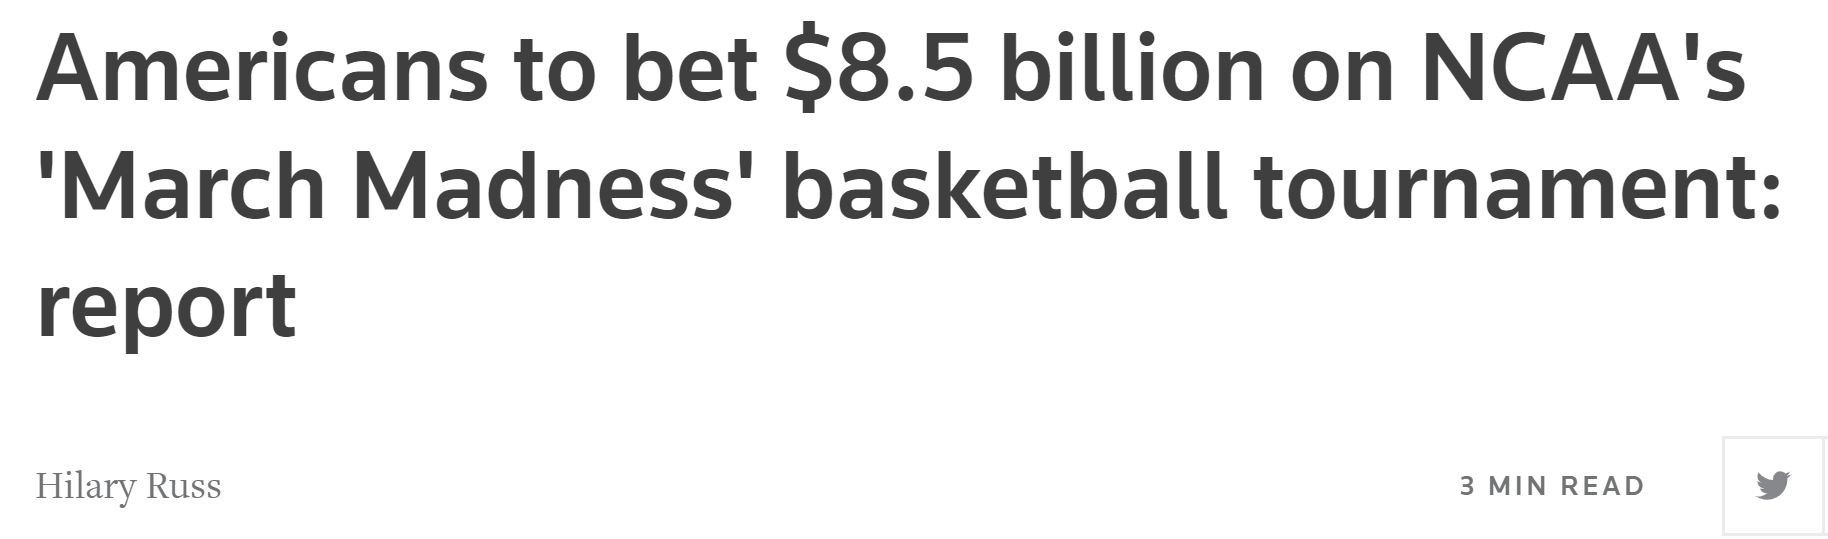 Americans to bet $8.5 billion on NCAA's
'March Madness' basketball tournament:
report
Hilary Russ
3 MIN READ